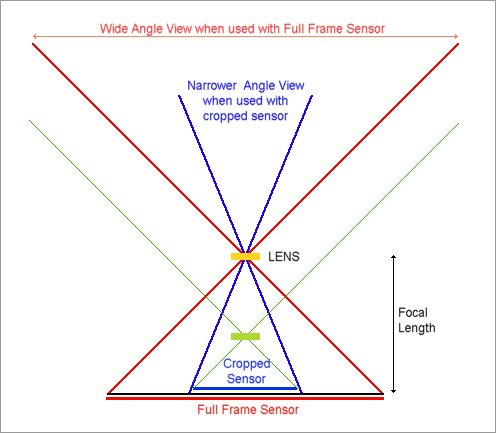 Wide Angle View when used with Full Frame Sensor
Narrower Angle View
when used with
cropped sensor
LENS
Focal
Length
Cropped
Sensor
Full Frame Sensor